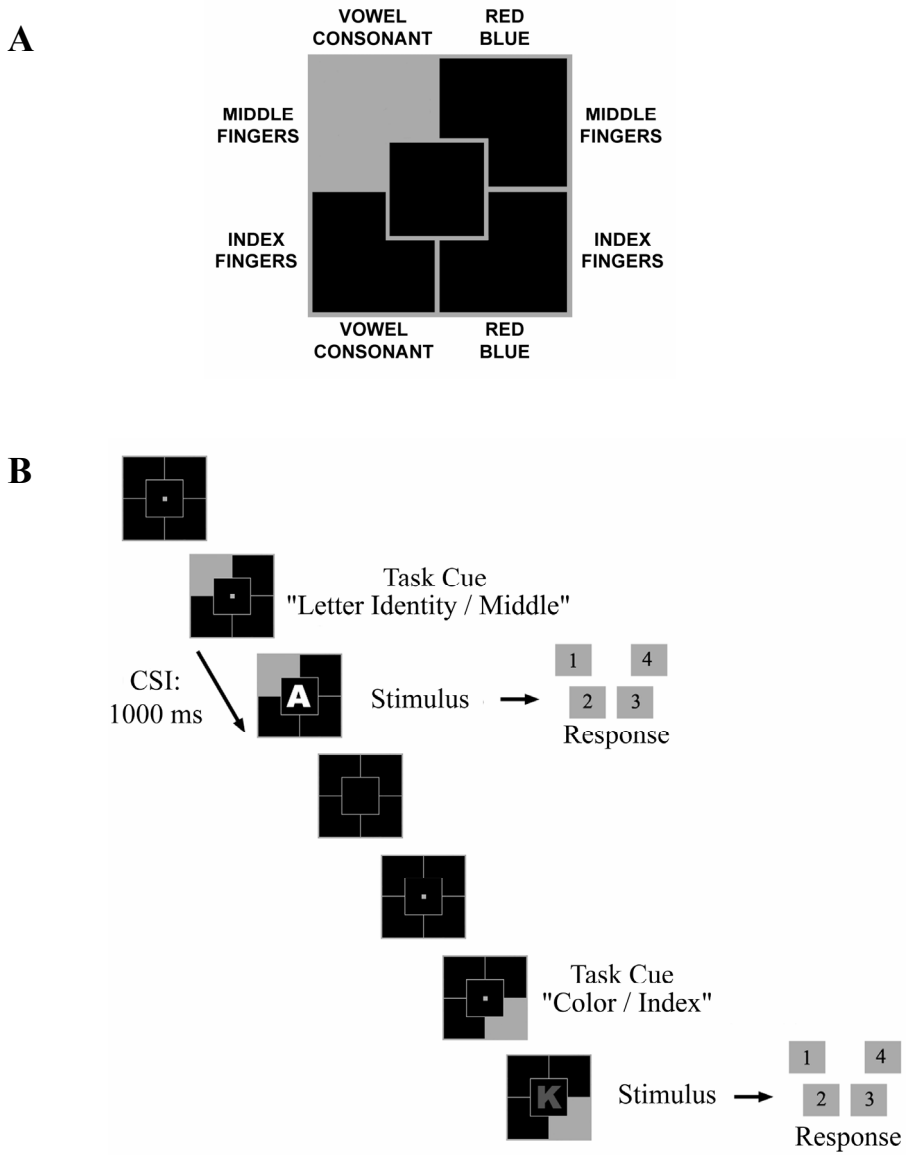 A
VOWEL
CONSONANT
RED
BLUE
MIDDLE
FINGERS
MIDDLE
FINGERS
INDEX
FINGERS
INDEX
FINGERS
VOWEL
CONSONANT
RED
BLUE
B
Task Cue
"Letter Identity / Middle"
CSI:
1000 ms
A
Stimulus
1
4
2
3
Response
Task Cue
"Color / Index"
K
Stimulus
1
4
2
3
Response